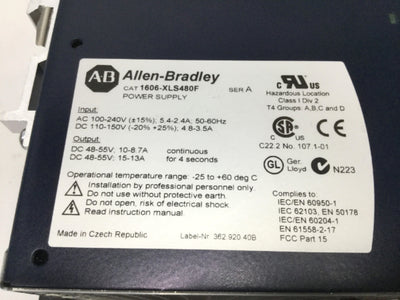 A-B Allen-Bradley
CAT 1606-XLS480F SER A
POWER SUPPLY
Input:
AC 100-240V (±15%); 5.4-2.4A; 50-60Hz
DC 110-150V (-20% +25%); 4.8-3.5A
Output:
DC 48-55V; 10-8.7A continuous
DC 48-55V; 15-13A for 4 seconds
Operational temperature range: -25 to +60 deg C
Installation by professional personnel only.
Do not use without protective earth.
Do not open, risk of electrical shock.
Read instruction manual.
Made in Czech Republic
Label-Nr. 362.920.40B
C US
Hazardous Location
Class I Div 2
T4 Groups: A,B,C and D
C22.2 No. 107.1-01
GL Ger. Lloyd N223
Complies to:
IEC/EN 60950-1
IEC 62103, EN 50178
IEC/EN 60204-1
EN 61558-2-17
FCC Part 15